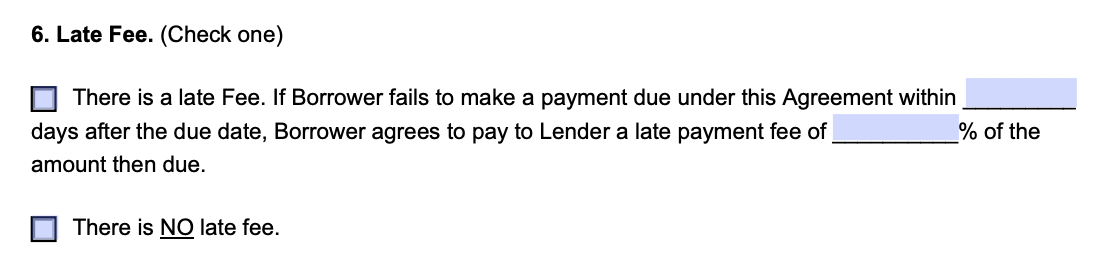 6. Late Fee. (Check one)
There is a late Fee. If Borrower fails to make a payment due under this Agreement within __________
days after the due date, Borrower agrees to pay to Lender a late payment fee of ___________% of the
amount then due.
There is NO late fee.